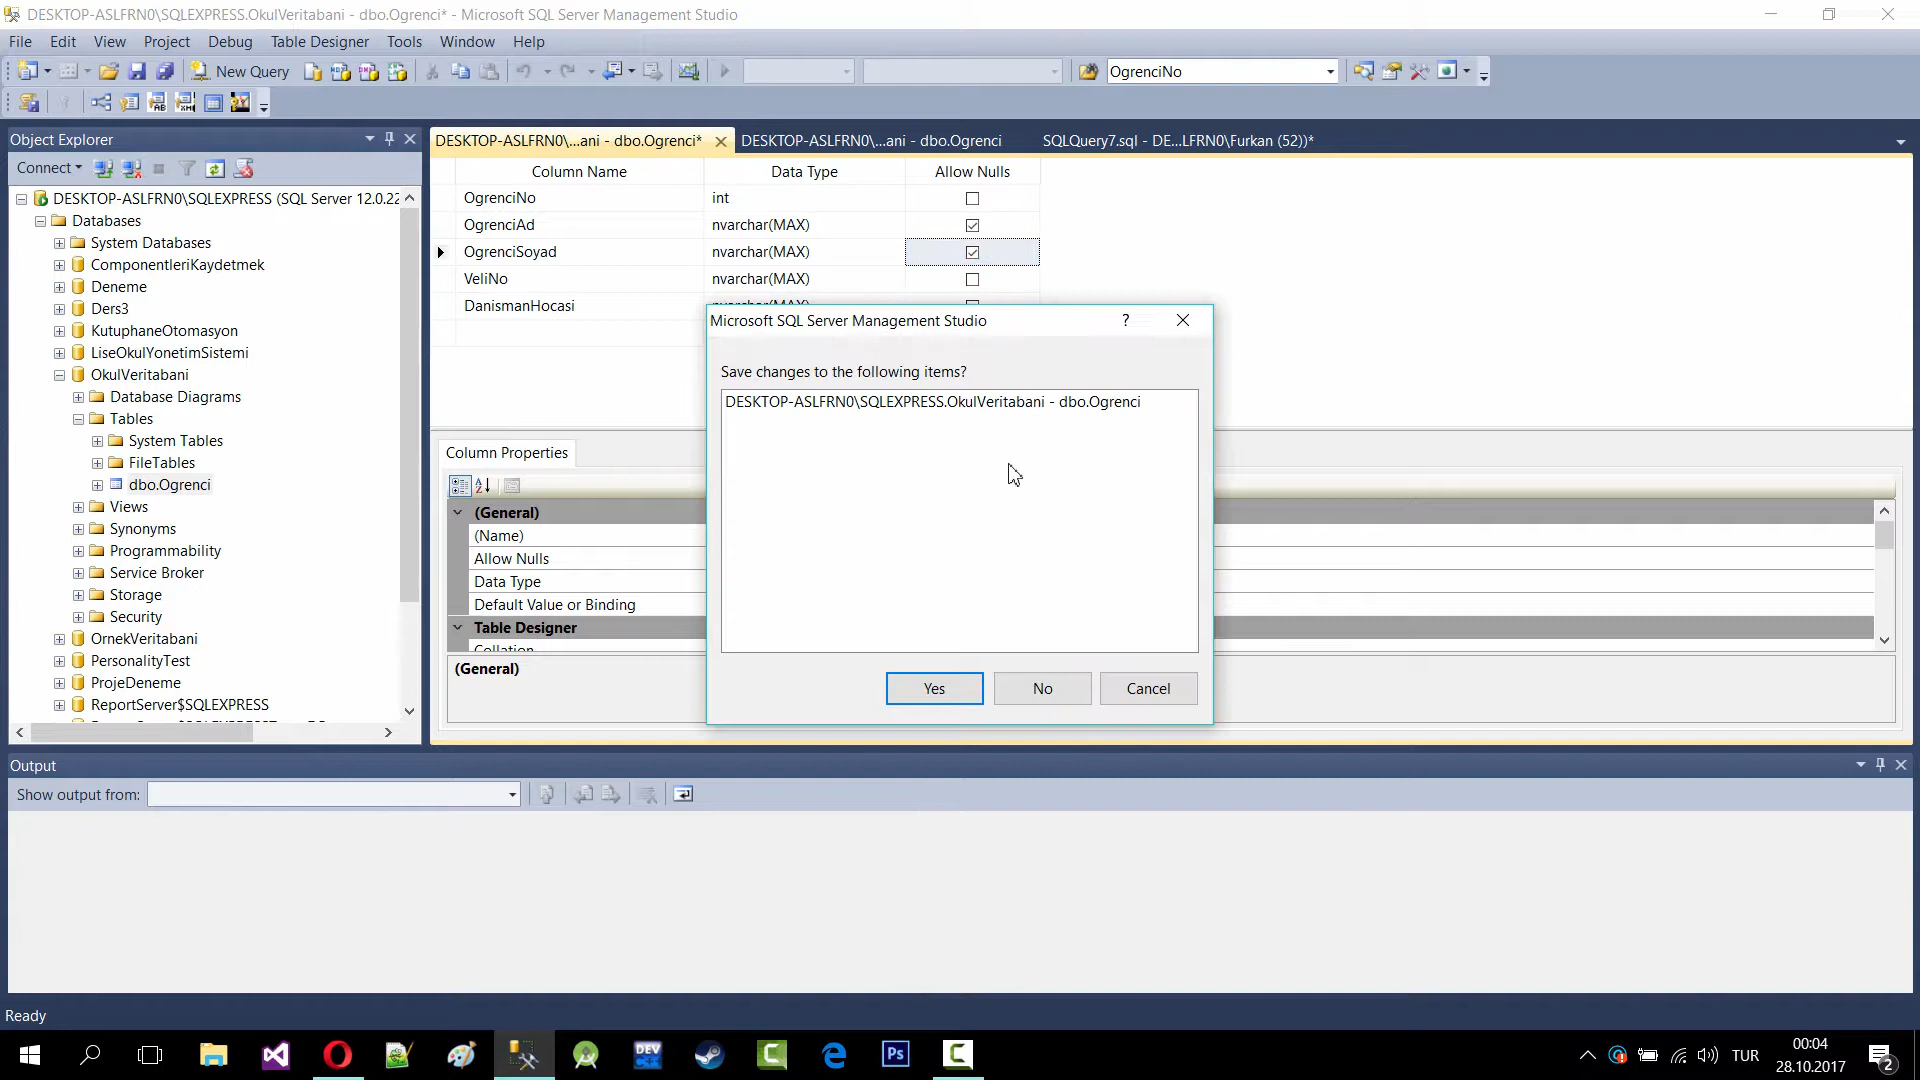 DESKTOP-ASLFRN0\SQLEXPRESS.OkulVeritabani - dbo.Ogrenci* - Microsoft SQL Server Management Studio
File Edit View Project Debug Table Designer Tools Window Help
New Query OgrenciNo
Object Explorer
Connect
DESKTOP-ASLFRN0\SQLEXPRESS (SQL Server 12.0.22
Databases
System Databases
ComponentleriKaydetmek
Deneme
Ders3
KutuphaneOtomasyon
LiseOkulYonetimSistemi
OkulVeritabani
Database Diagrams
Tables
System Tables
FileTables
dbo.Ogrenci
Views
Synonyms
Programmability
Service Broker
Storage
Security
OrnekVeritabani
PersonalityTest
ProjeDeneme
ReportServer$SQLEXPRESS
DESKTOP-ASLFRN0\...ani - dbo.Ogrenci* DESKTOP-ASLFRN0\...ani - dbo.Ogrenci SQLQuery7.sql - DE...LFRN0\Furkan (52))*
Column Name Data Type Allow Nulls
OgrenciNo int
OgrenciAd nvarchar(MAX)
OgrenciSoyad nvarchar(MAX)
VeliNo nvarchar(MAX)
DanismanHocasi nvarchar(MAX)
Microsoft SQL Server Management Studio ?
Save changes to the following items?
DESKTOP-ASLFRN0\SQLEXPRESS.OkulVeritabani - dbo.Ogrenci
Yes No Cancel
Column Properties
(General)
(Name)
Allow Nulls
Data Type
Default Value or Binding
Table Designer
Collation
(General)
Output
Show output from:
Ready
DEV
Ps
TUR
00:04
28.10.2017
2